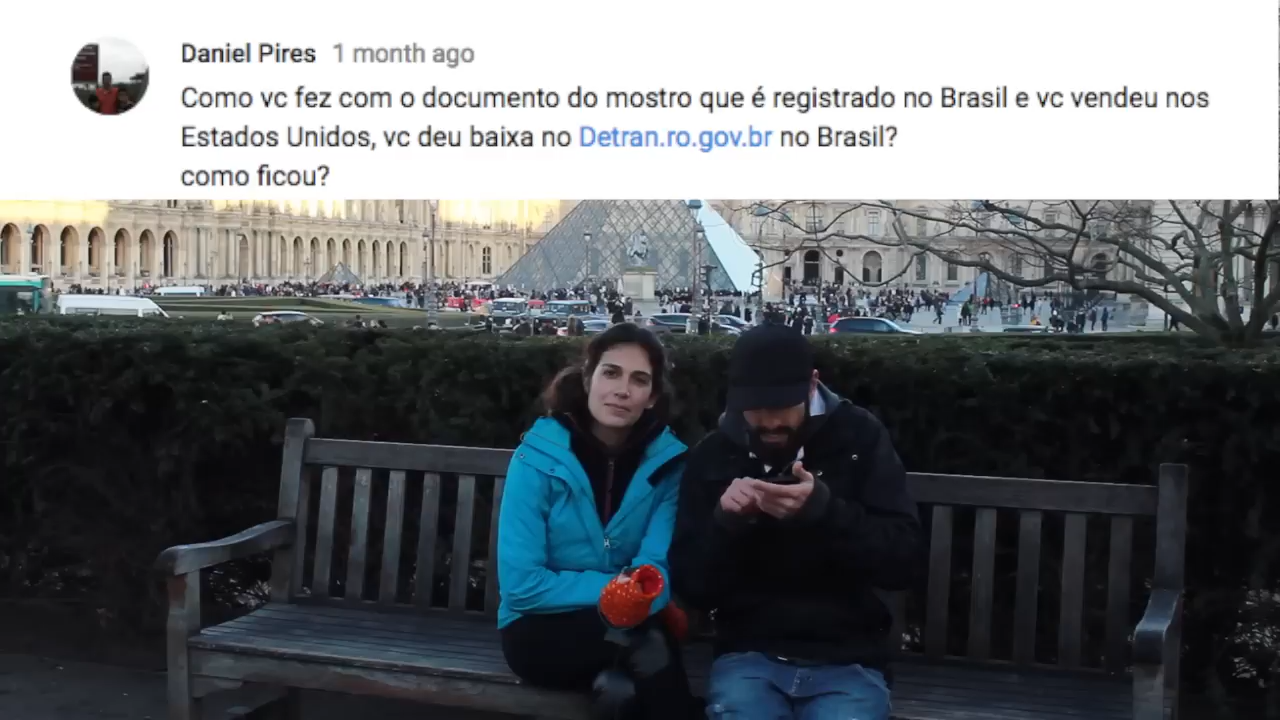 Daniel Pires 1 month ago
Como vc fez com o documento do mostro que é registrado no Brasil e vc vendeu nos
Estados Unidos, vc deu baixa no Detran.ro.gov.br no Brasil?
como ficou?